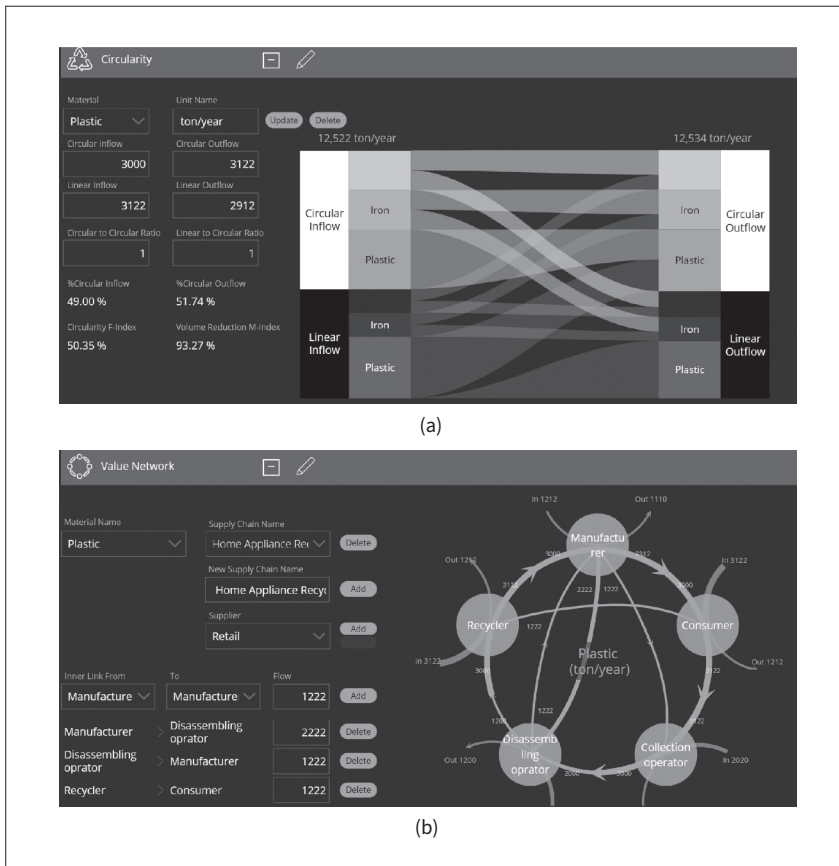 Circularity
Material
Unit Name
Plastic
ton/year
Update
Delete
Circular Inflow
Circular Outflow
3000
3122
Linear Inflow
Linear Outflow
3122
2912
Circular to Circular Ratio
Linear to Circular Ratio
1
1
%Circular Inflow
%Circular Outflow
49.00 %
51.74 %
Circularity F-Index
Volume Reduction M-Index
50.35 %
93.27 %
12,522 ton/year
12,534 ton/year
Circular
Inflow
Iron
Plastic
Linear
Inflow
Iron
Plastic
Iron
Plastic
Circular
Outflow
Iron
Plastic
Linear
Outflow
(a)
Value Network
Material Name
Supply Chain Name
Plastic
Home Appliance Rec
Delete
New Supply Chain Name
Home Appliance Recyc
Add
Supplier
Retail
Add
Inner Link From
To
Flow
Manufacture
Manufacture
1222
Add
Manufacturer
Disassembling
oprator
2222
Delete
Disassembling
oprator
Manufacturer
1222
Delete
Recycler
Consumer
1222
Delete
In 1212
Out 1110
Manufactu
rer
3000
2222
1722
In 3122
3122
3000
Recycler
1222
Consumer
Plastic
(ton/year)
In 3122
3000
Out 1212
1222
Disassemb
ling
oprator
Collection
operator
Out 1200
2000
In 2020
(b)